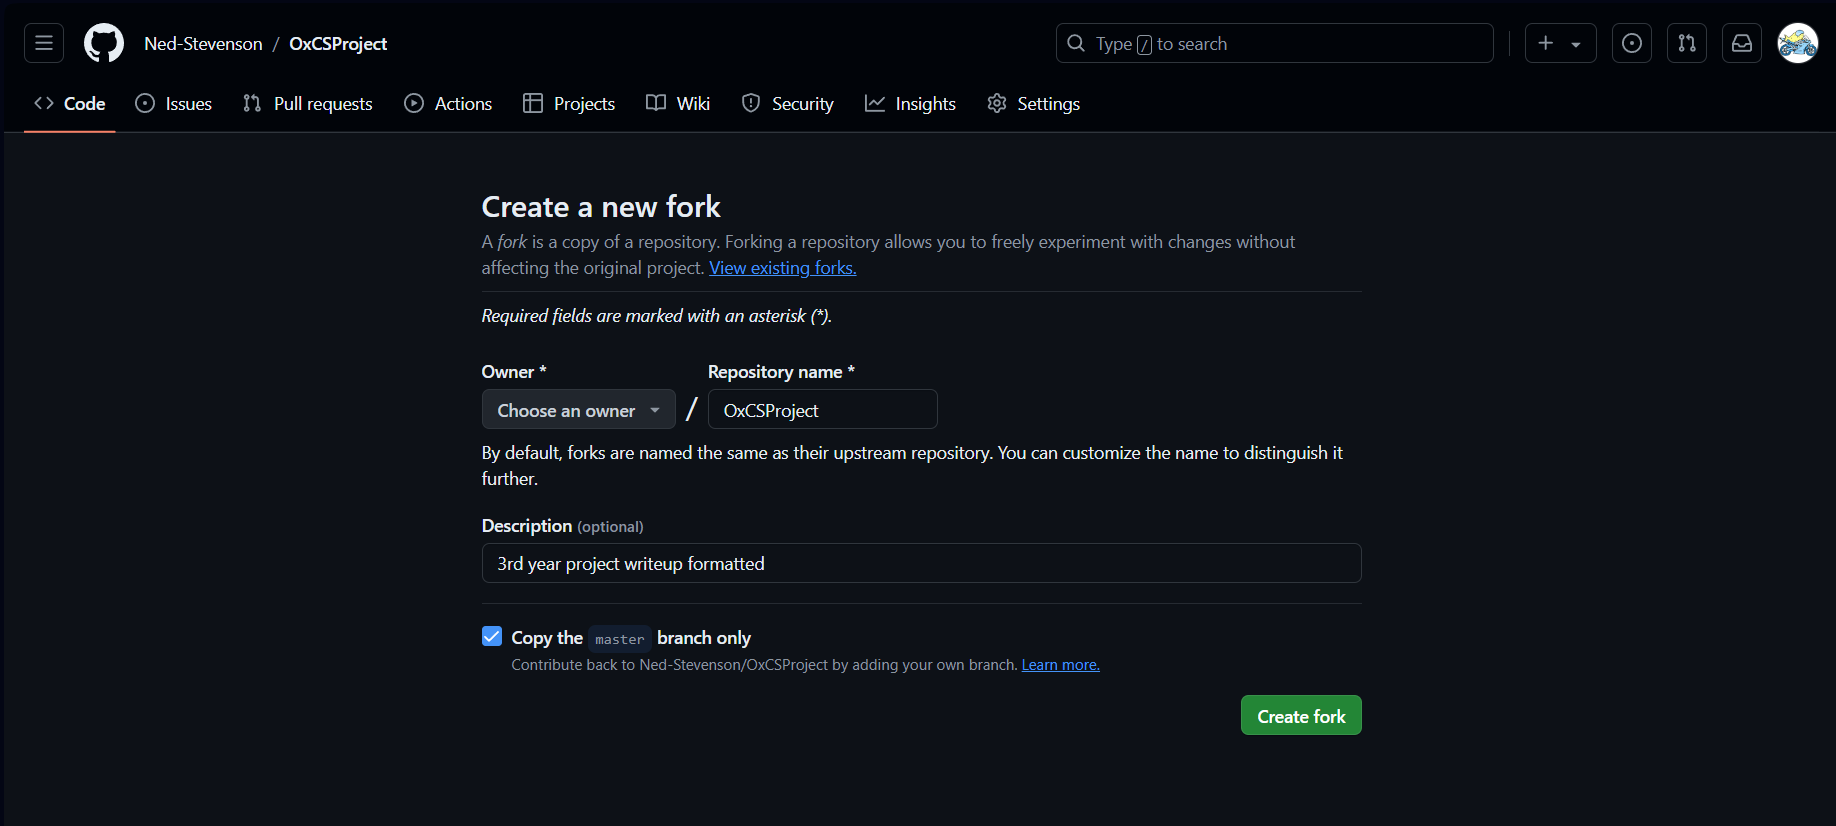 Ned-Stevenson / OxCSProject
Type / to search
Code Issues Pull requests Actions Projects Wiki Security Insights Settings
Create a new fork
A fork is a copy of a repository. Forking a repository allows you to freely experiment with changes without
affecting the original project. View existing forks.
Required fields are marked with an asterisk (*).
Owner * Repository name *
Choose an owner / OxCSProject
By default, forks are named the same as their upstream repository. You can customize the name to distinguish it
further.
Description (optional)
3rd year project writeup formatted
Copy the master branch only
Contribute back to Ned-Stevenson/OxCSProject by adding your own branch. Learn more.
Create fork